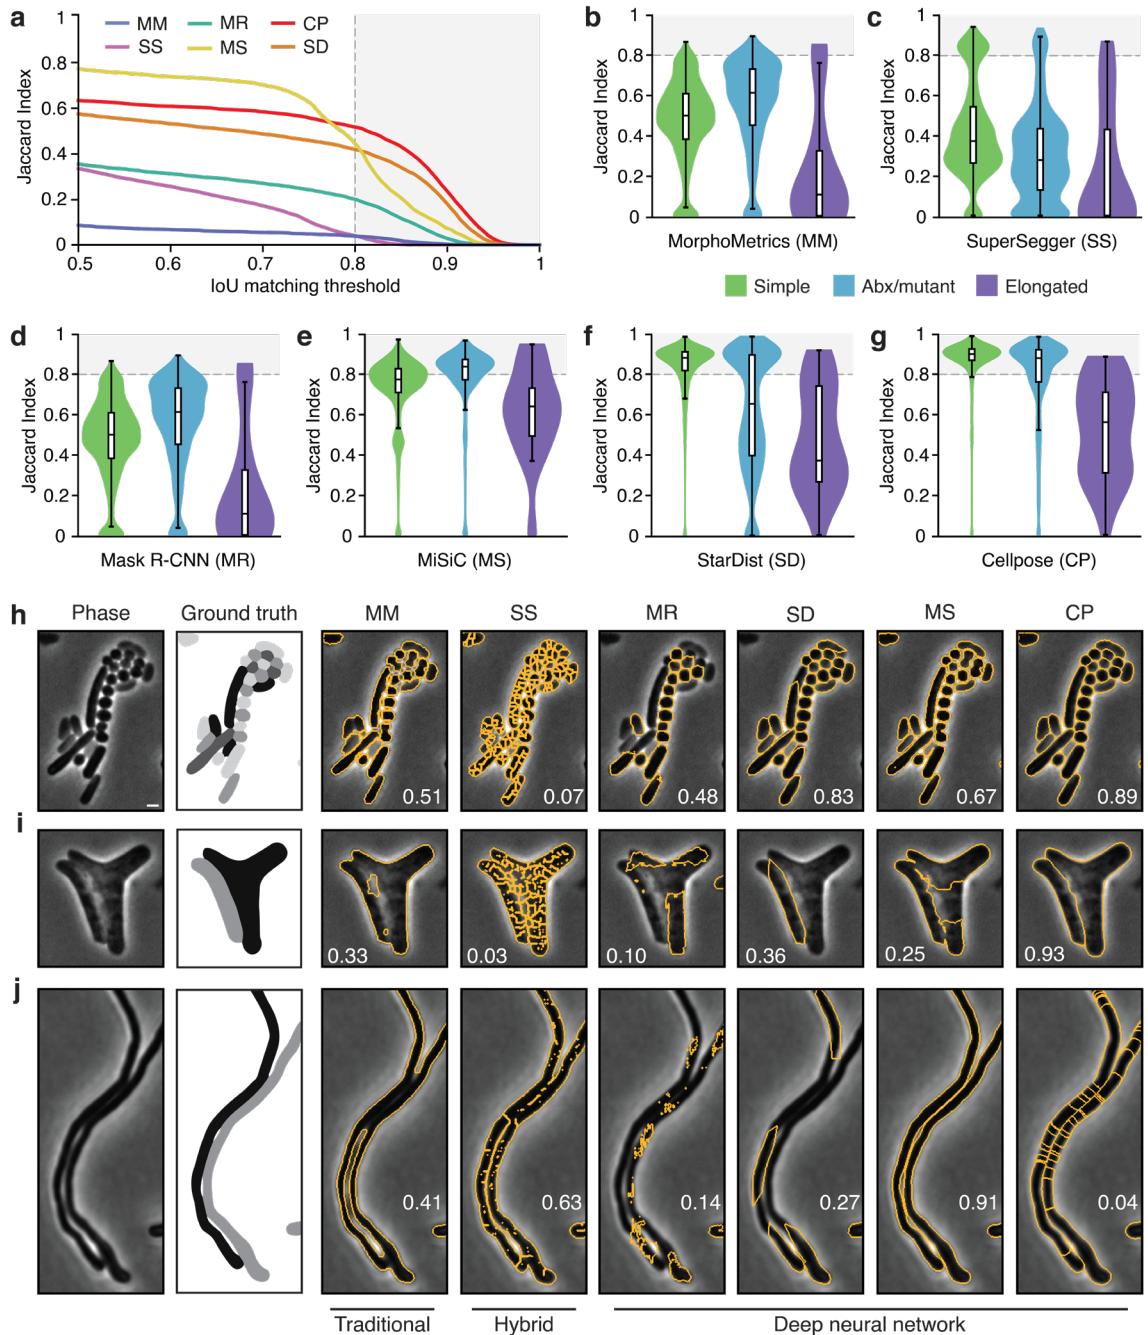 a
1
0.8
0.6
0.4
0.2
0
Jaccard Index
MM MR CP
SS MS SD
0.5 0.6 0.7 0.8 0.9 1
IoU matching threshold
b
1
0.8
0.6
0.4
0.2
0
Jaccard Index
MorphoMetrics (MM)
c
1
0.8
0.6
0.4
0.2
0
Jaccard Index
SuperSegger (SS)
Simple Abx/mutant Elongated
d
1
0.8
0.6
0.4
0.2
0
Jaccard Index
Mask R-CNN (MR)
e
1
0.8
0.6
0.4
0.2
0
Jaccard Index
MiSiC (MS)
f
1
0.8
0.6
0.4
0.2
0
Jaccard Index
StarDist (SD)
g
1
0.8
0.6
0.4
0.2
0
Jaccard Index
Cellpose (CP)
h Phase Ground truth MM SS MR SD MS CP
0.51 0.07 0.48 0.83 0.67 0.89
i
0.33 0.03 0.10 0.36 0.25 0.93
j
0.41 0.63 0.14 0.27 0.91 0.04
Traditional Hybrid Deep neural network